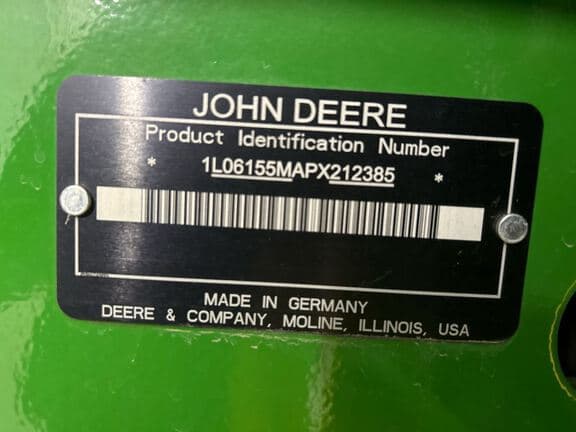 JOHN DEERE
Product Identification Number
* 1L06155MAPX212385 *
MADE IN GERMANY
DEERE & COMPANY, MOLINE, ILLINOIS, USA